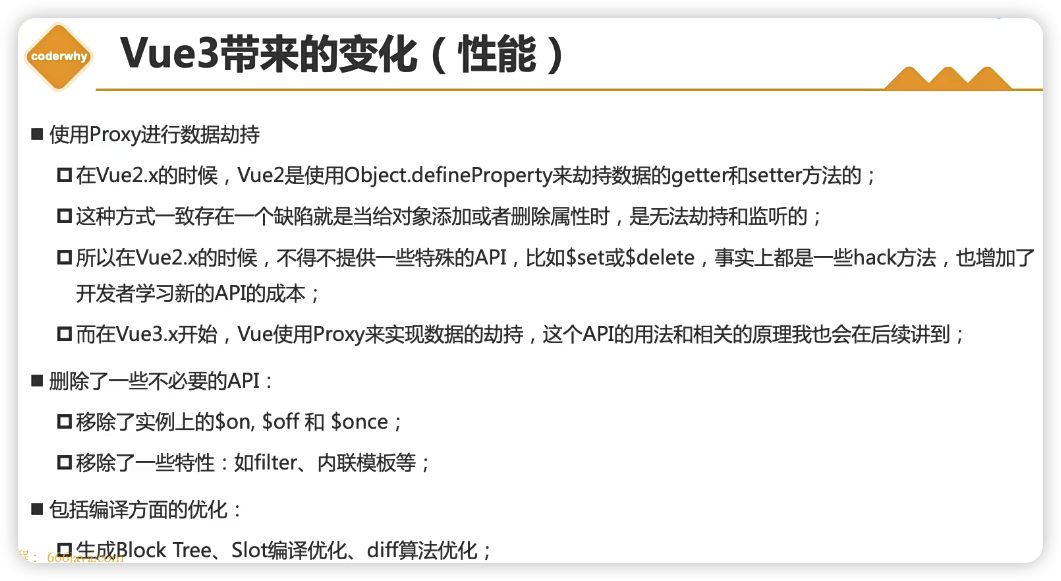 coderwhy
Vue3带来的变化（性能）
使用Proxy进行数据劫持
在Vue2.x的时候，Vue2是使用Object.defineProperty来劫持数据的getter和setter方法的；
这种方式一致存在一个缺陷就是当给对象添加或者删除属性时，是无法劫持和监听的；
所以在Vue2.x的时候，不得不提供一些特殊的API，比如$set或$delete，事实上都是一些hack方法，也增加了
开发者学习新的API的成本；
而在Vue3.x开始，Vue使用Proxy来实现数据的劫持，这个API的用法和相关的原理我也会在后续讲到；
删除了一些不必要的API：
移除了实例上的$on, $off 和 $once；
移除了一些特性：如filter、内联模板等；
包括编译方面的优化：
生成Block Tree、Slot编译优化、diff算法优化；